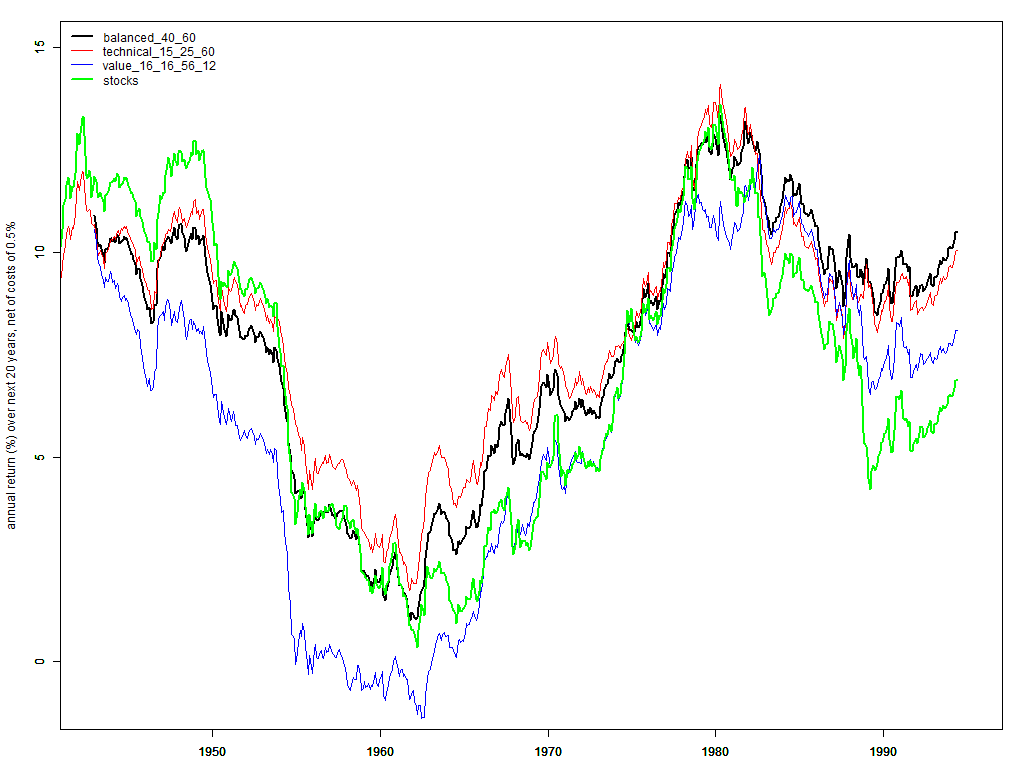 balanced_40_60
technical_15_25_60
value_16_16_56_12
stocks
annual return (%) over next 20 years, net of costs of 0.5%
15
10
5
0
1950 1960 1970 1980 1990